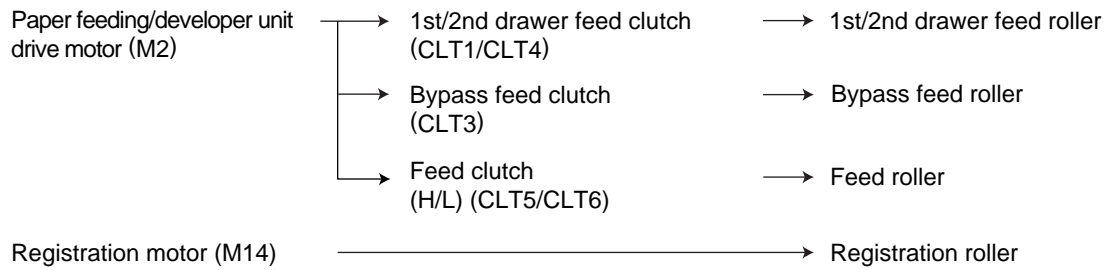 Paper feeding/developer unit
drive motor (M2)
1st/2nd drawer feed clutch
(CLT1/CLT4)
1st/2nd drawer feed roller
Bypass feed clutch
(CLT3)
Bypass feed roller
Feed clutch
(H/L) (CLT5/CLT6)
Feed roller
Registration motor (M14)
Registration roller